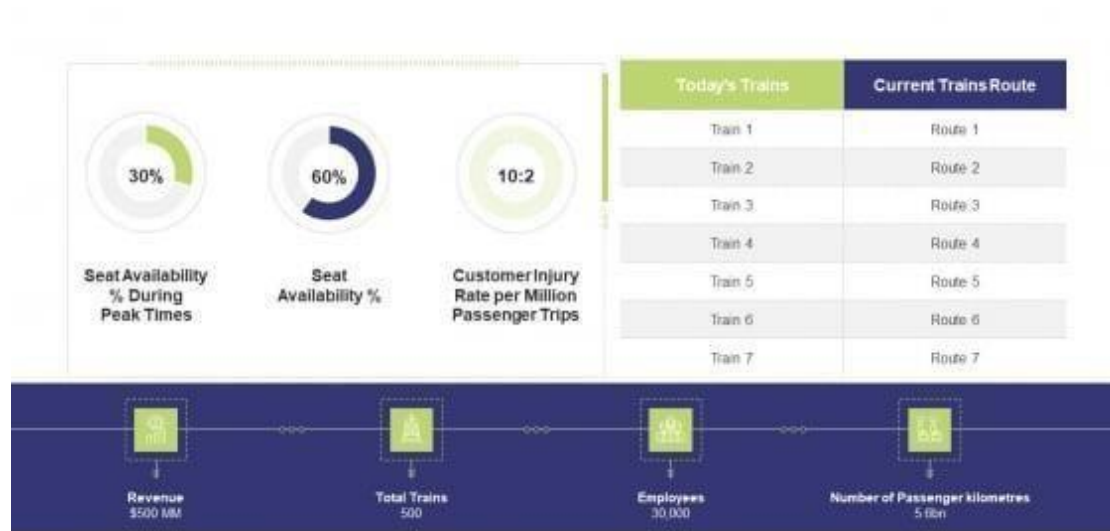 30%
60%
10:2
Seat Availability
% During
Peak Times
Seat
Availability %
Customer Injury
Rate per Million
Passenger Trips
Today's Trains Current Trains Route
Train 1 Route 1
Train 2 Route 2
Train 3 Route 3
Train 4 Route 4
Train 5 Route 5
Train 6 Route 6
Train 7 Route 7
Revenue
$500 MM
Total Trains
500
Employees
30,000
Number of Passenger kilometres
5.6bn